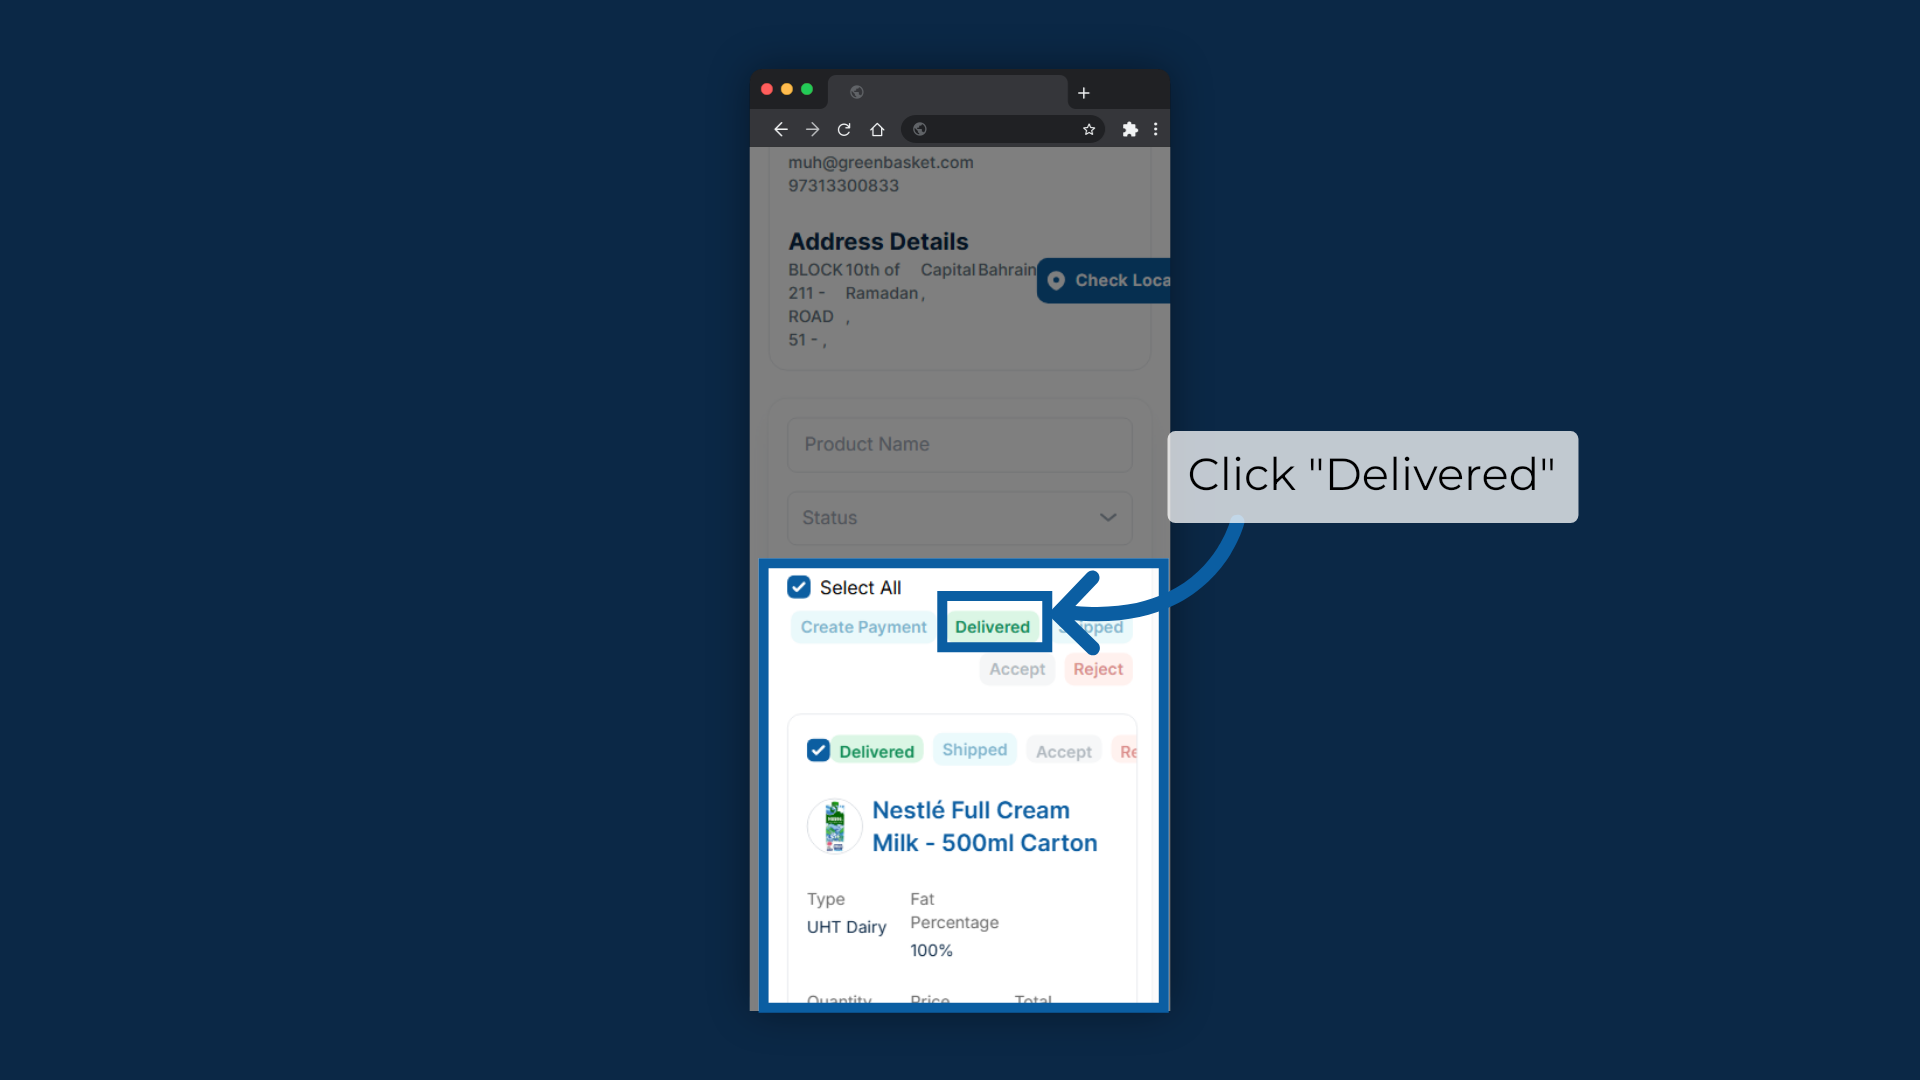 muh@greenbasket.com
97313300833
Address Details
BLOCK 10th of Capital Bahrain
211 - Ramadan ,
ROAD ,
51 - ,
Check Loca
Product Name
Status
Click "Delivered"
Select All
Create Payment Delivered Shipped
Accept Reject
Delivered Shipped Accept Re
Nestlé Full Cream
Milk - 500ml Carton
Type Fat
Percentage
UHT Dairy
100%
Quantity Price Total